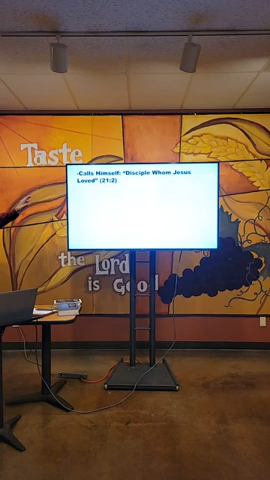 Taste
-Calls Himself: "Disciple Whom Jesus
Loved" (21:2)
the Lord
is Good